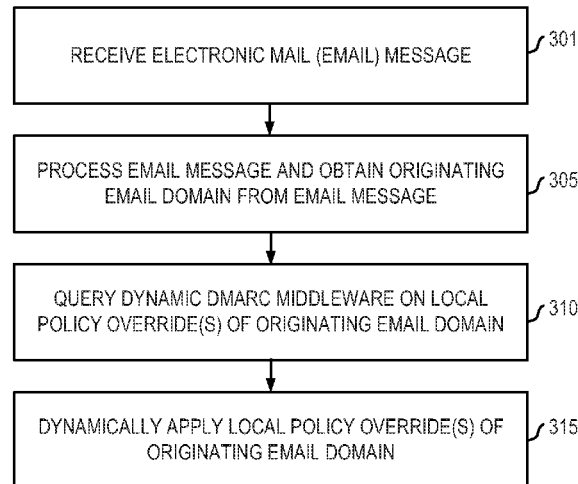 RECEIVE ELECTRONIC MAIL (EMAIL) MESSAGE
301
PROCESS EMAIL MESSAGE AND OBTAIN ORIGINATING
EMAIL DOMAIN FROM EMAIL MESSAGE
305
QUERY DYNAMIC DMARC MIDDLEWARE ON LOCAL
POLICY OVERRIDE(S) OF ORIGINATING EMAIL DOMAIN
310
DYNAMICALLY APPLY LOCAL POLICY OVERRIDE(S) OF
ORIGINATING EMAIL DOMAIN
315